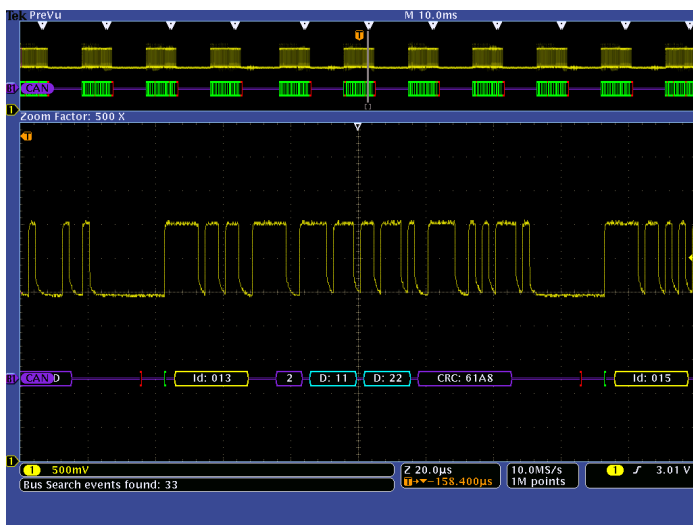 Tek PreVu M 10.0ms
T
B1 CAN
1
Zoom Factor: 500 X
T
B1 CAN D Id: 013 2 D: 11 D: 22 CRC: 61A8 Id: 015
1
1 500mV Z 20.0µs 10.0MS/s 1 3.01 V
Bus Search events found: 33 T→▼−158.400µs 1M points